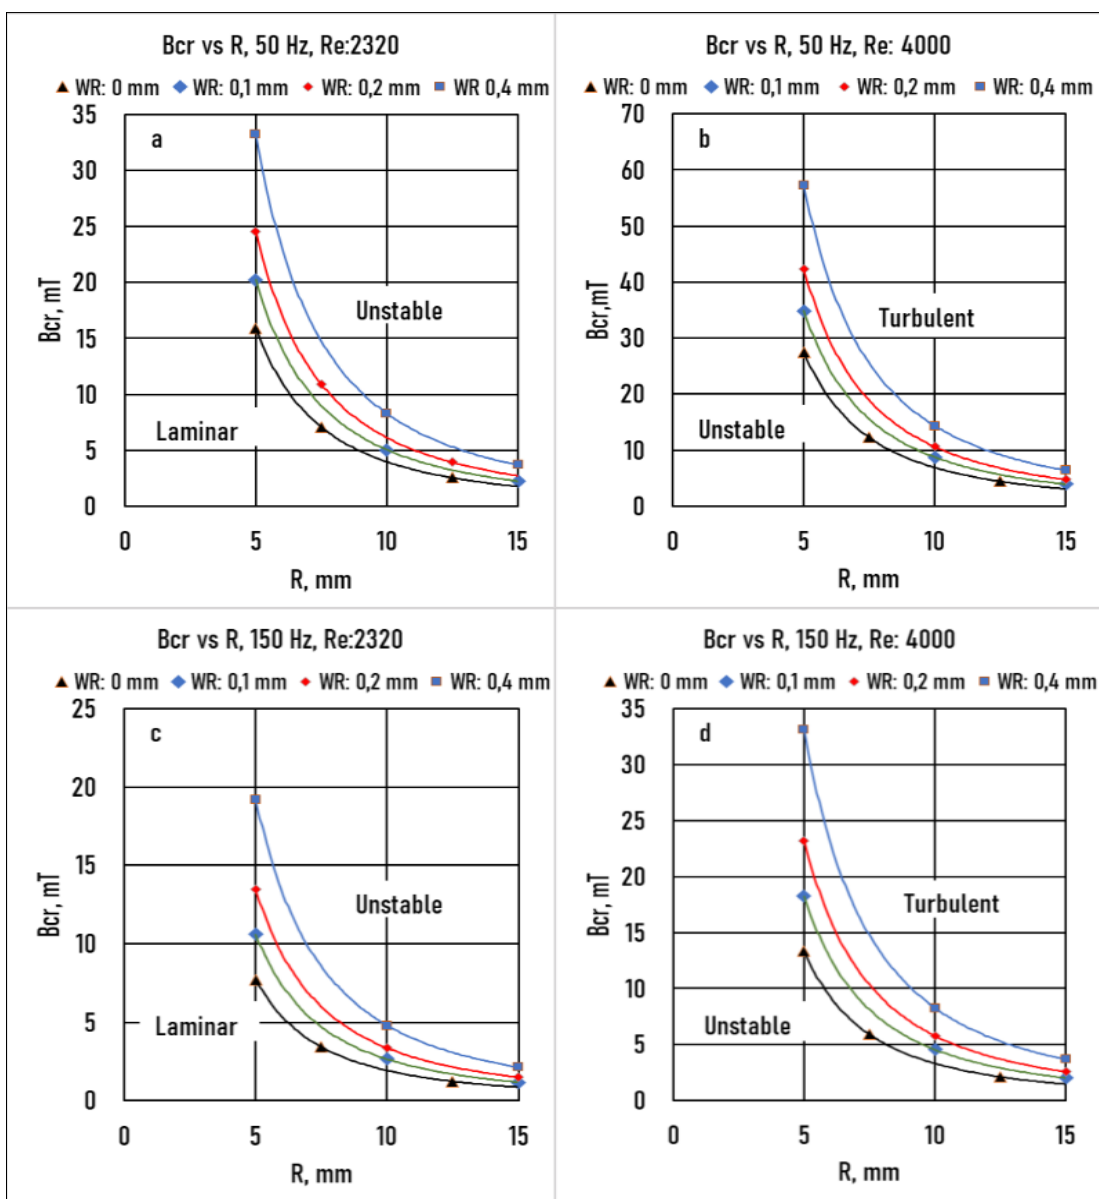 Bcr vs R, 50 Hz, Re:2320
WR: 0 mm WR: 0,1 mm WR: 0,2 mm WR 0,4 mm
35
a
30
25
20
Unstable
15
10
Laminar
5
0
0 5 10 15
Bcr, mT
R, mm
Bcr vs R, 50 Hz, Re: 4000
WR: 0 mm WR: 0,1 mm WR: 0,2 mm WR: 0,4 mm
70
b
60
50
40
Turbulent
30
20
Unstable
10
0
0 5 10 15
Bcr,mT
R, mm
Bcr vs R, 150 Hz, Re:2320
WR: 0 mm WR: 0,1 mm WR: 0,2 mm WR: 0,4 mm
25
c
20
15
Unstable
10
5
Laminar
0
0 5 10 15
Bcr, mT
R, mm
Bcr vs R, 150 Hz, Re: 4000
WR: 0 mm WR: 0,1 mm WR: 0,2 mm WR: 0,4 mm
35
d
30
25
20
Turbulent
15
10
Unstable
5
0
0 5 10 15
Bcr, mT
R, mm